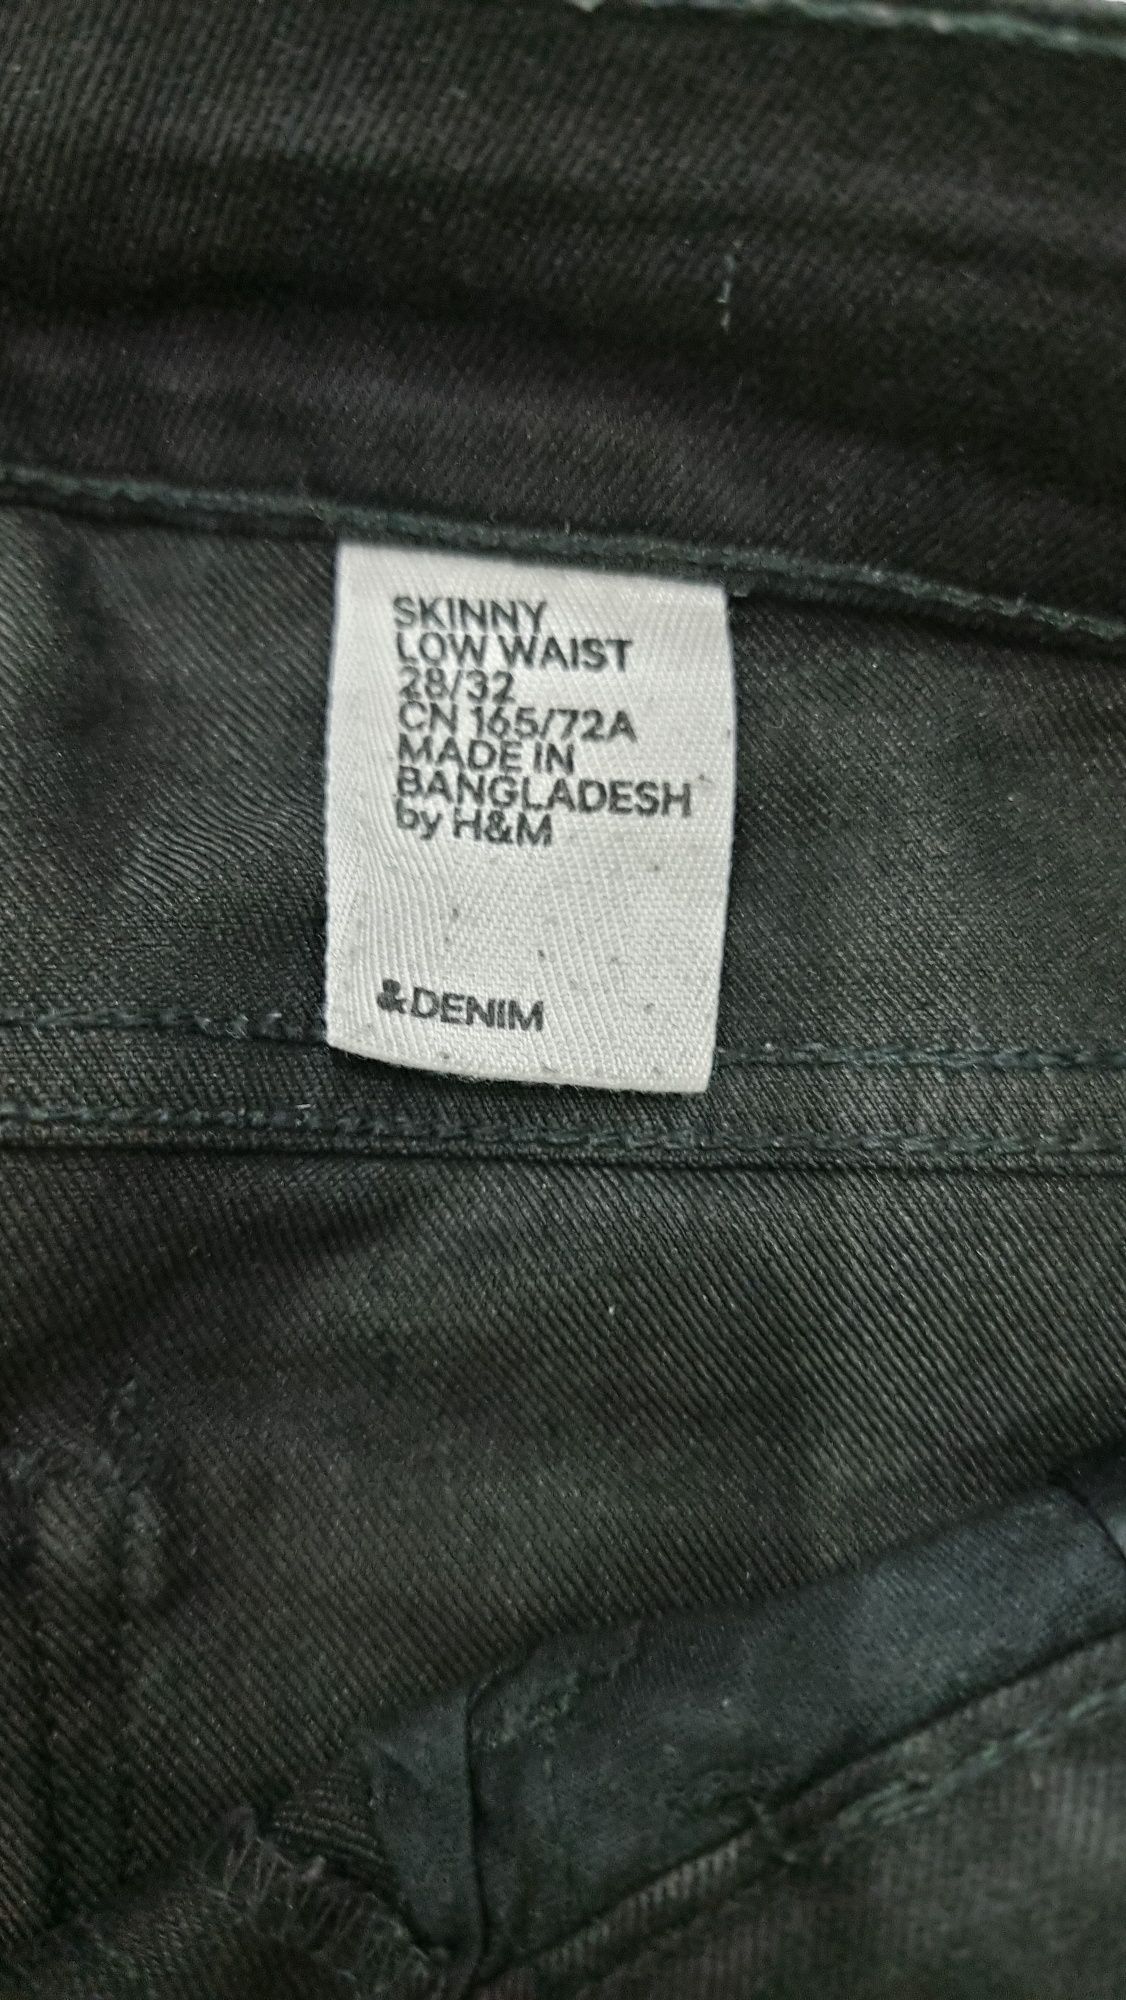 SKINNY
LOW WAIST
28/32
CN 165/72A
MADE IN
BANGLADESH
by H&M
&DENIM